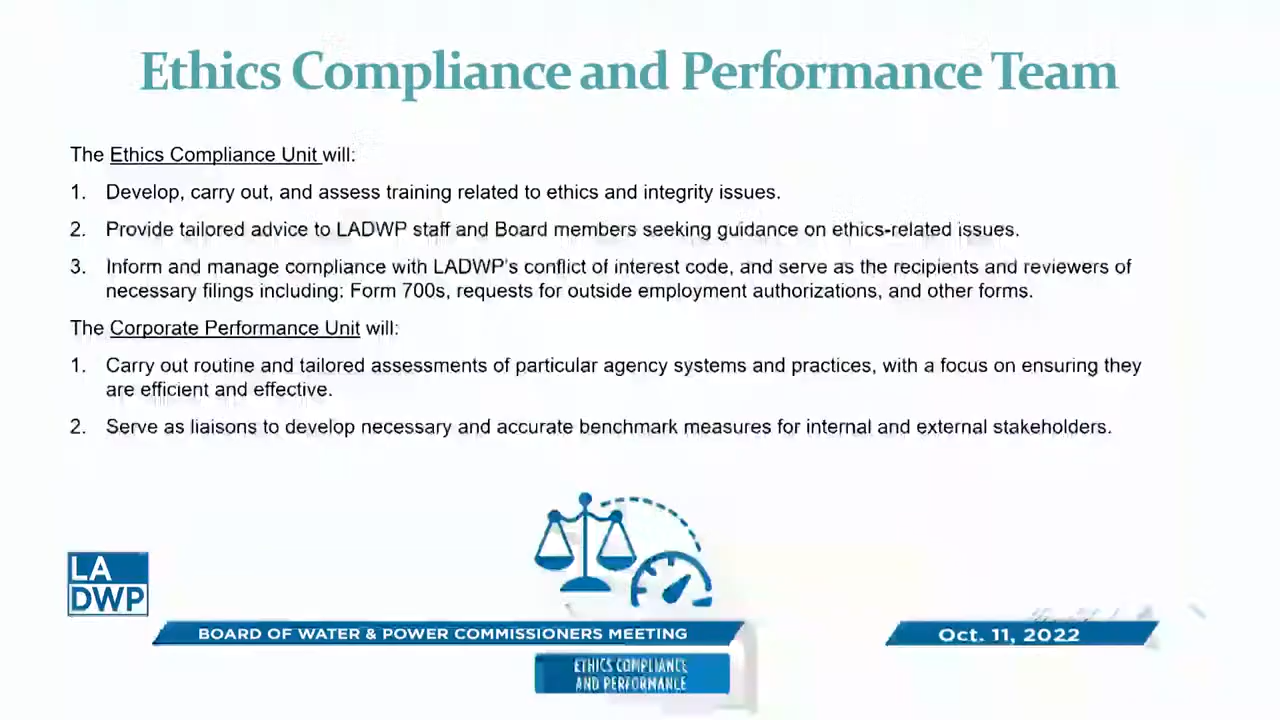 Ethics Compliance and Performance Team
The Ethics Compliance Unit will:
1. Develop, carry out, and assess training related to ethics and integrity issues.
2. Provide tailored advice to LADWP staff and Board members seeking guidance on ethics-related issues.
3. Inform and manage compliance with LADWP's conflict of interest code, and serve as the recipients and reviewers of
necessary filings including: Form 700s, requests for outside employment authorizations, and other forms.
The Corporate Performance Unit will:
1. Carry out routine and tailored assessments of particular agency systems and practices, with a focus on ensuring they
are efficient and effective.
2. Serve as liaisons to develop necessary and accurate benchmark measures for internal and external stakeholders.
LA
DWP
BOARD OF WATER & POWER COMMISSIONERS MEETING
Oct. 11, 2022
ETHICS COMPLIANCE
AND PERFORMANCE